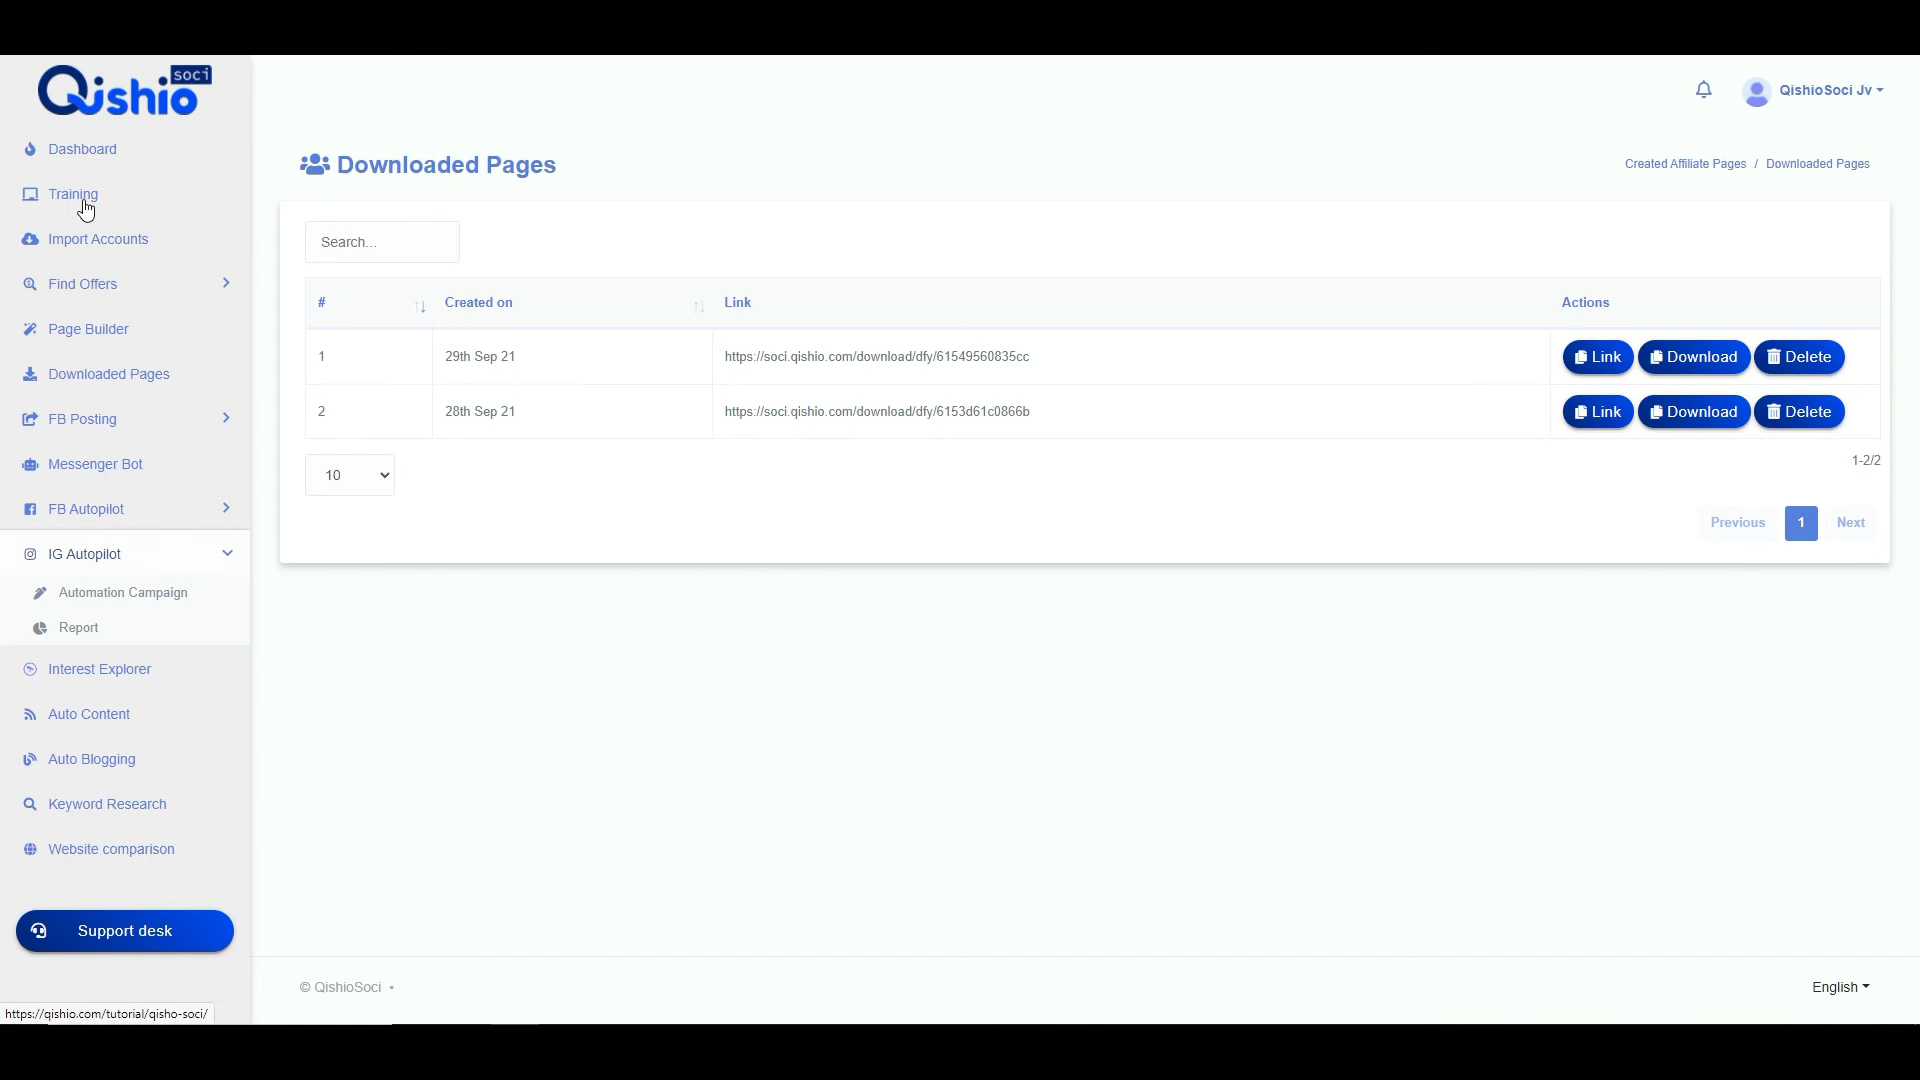 Qishio soci
QishioSoci Jv
Dashboard
Training
Import Accounts
Find Offers
Page Builder
Downloaded Pages
FB Posting
Messenger Bot
FB Autopilot
IG Autopilot
Automation Campaign
Report
Interest Explorer
Auto Content
Auto Blogging
Keyword Research
Website comparison
Support desk
https://qishio.com/tutorial/qisho-soci/
Downloaded Pages
Created Affiliate Pages / Downloaded Pages
Search...
# Created on Link Actions
1 29th Sep 21 https://soci.qishio.com/download/dfy/61549560835cc Link Download Delete
2 28th Sep 21 https://soci.qishio.com/download/dfy/6153d61c0866b Link Download Delete
10
1-2/2
Previous 1 Next
© QishioSoci •
English